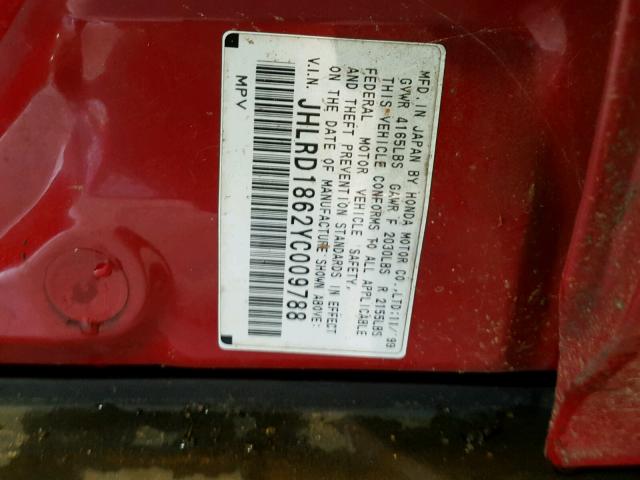 MFD.IN JAPAN BY HONDA MOTOR CO.,LTD:11/'99
GVWR 4165LBS GAWR F 2030LBS R 2155LBS
THIS VEHICLE CONFORMS TO ALL APPLICABLE
FEDERAL MOTOR VEHICLE SAFETY,
AND THEFT PREVENTION STANDARDS IN EFFECT
ON THE DATE OF MANUFACTURE SHOWN ABOVE:
V.I.N. JHLRD1862YC009788
MPV